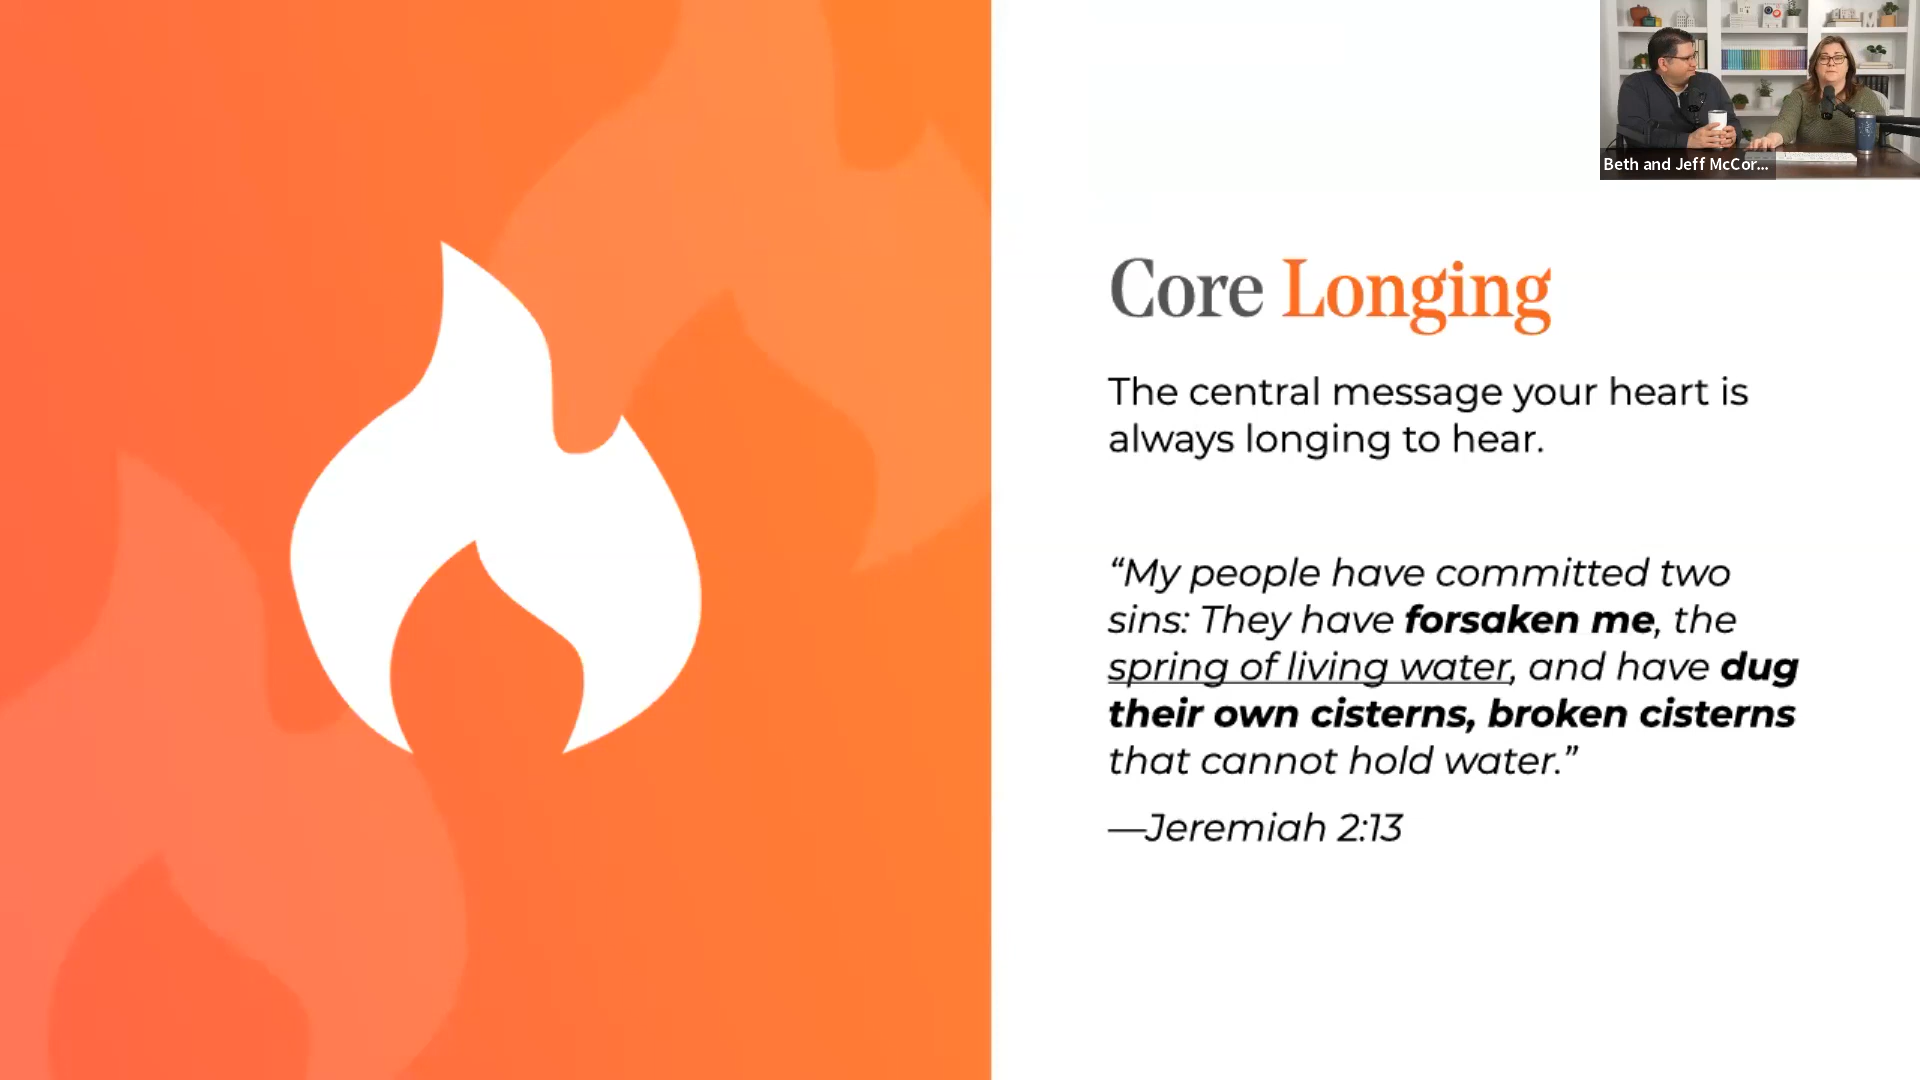 Beth and Jeff McCor...
Core Longing
The central message your heart is
always longing to hear.
“My people have committed two
sins: They have forsaken me, the
spring of living water, and have dug
their own cisterns, broken cisterns
that cannot hold water.”
—Jeremiah 2:13